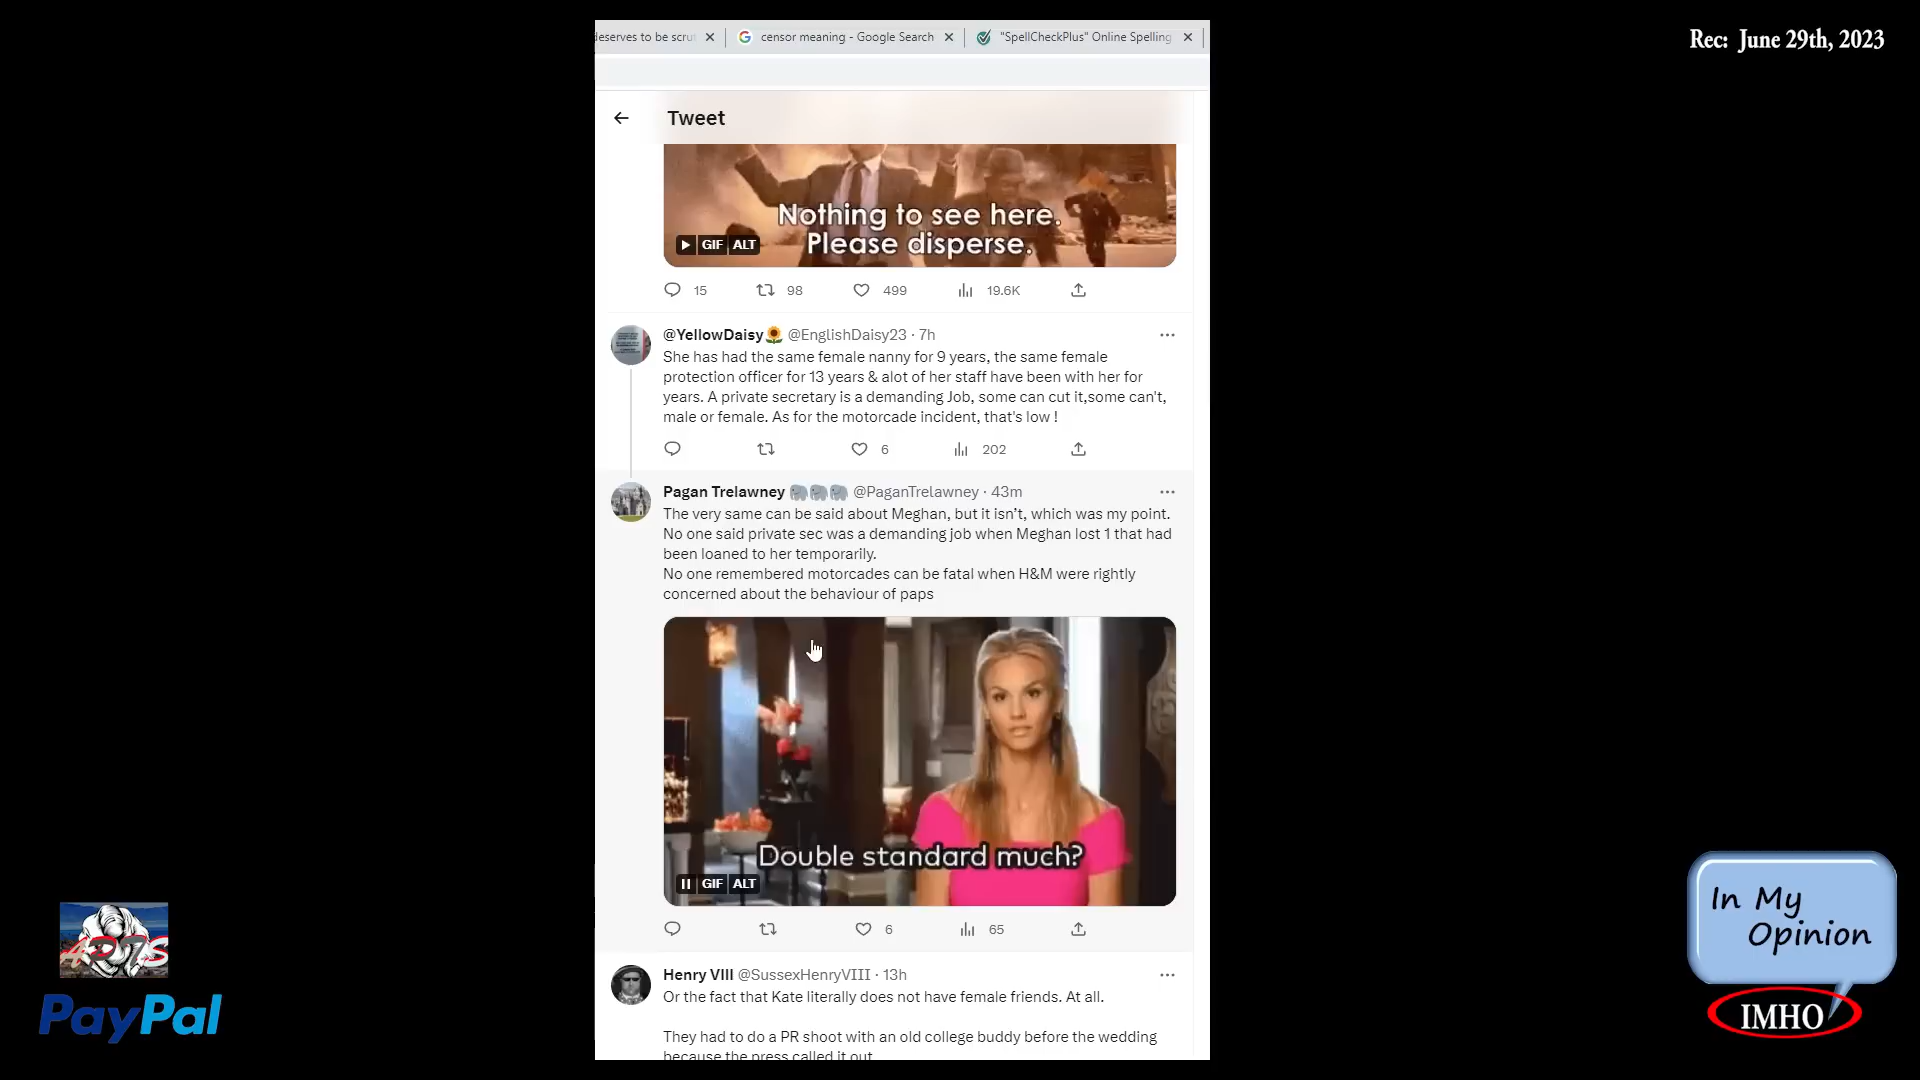 deserves to be scru
censor meaning - Google Search
"SpellCheckPlus" Online Spelling
Rec: June 29th, 2023
Tweet
Nothing to see here.
Please disperse.
GIF ALT
15 98 499 19.6K
@YellowDaisy🌻 @EnglishDaisy23 · 7h
She has had the same female nanny for 9 years, the same female
protection officer for 13 years & alot of her staff have been with her for
years. A private secretary is a demanding Job, some can cut it,some can't,
male or female. As for the motorcade incident, that's low !
6 202
Pagan Trelawney 🐘🐘🐘 @PaganTrelawney · 43m
The very same can be said about Meghan, but it isn’t, which was my point.
No one said private sec was a demanding job when Meghan lost 1 that had
been loaned to her temporarily.
No one remembered motorcades can be fatal when H&M were rightly
concerned about the behaviour of paps
Double standard much?
GIF ALT
6 65
Henry VIII @SussexHenryVIII · 13h
Or the fact that Kate literally does not have female friends. At all.
They had to do a PR shoot with an old college buddy before the wedding
because the press called it out
PayPal
In My
Opinion
IMHO